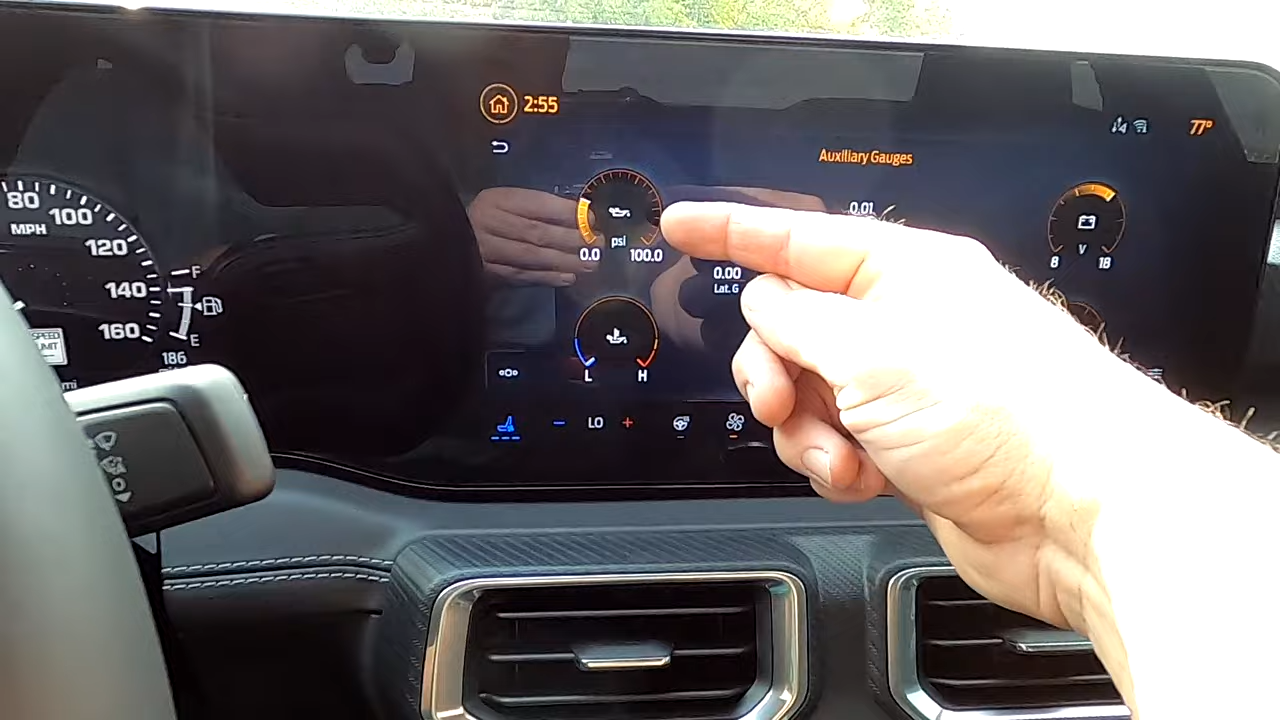 2:55
77°
Auxiliary Gauges
80
100
MPH
120
140
160
F
E
186
mi
SPEED
LIMIT
psi
0.0
100.0
0.01
0.00
Lat. G
V
8
18
L
H
LO